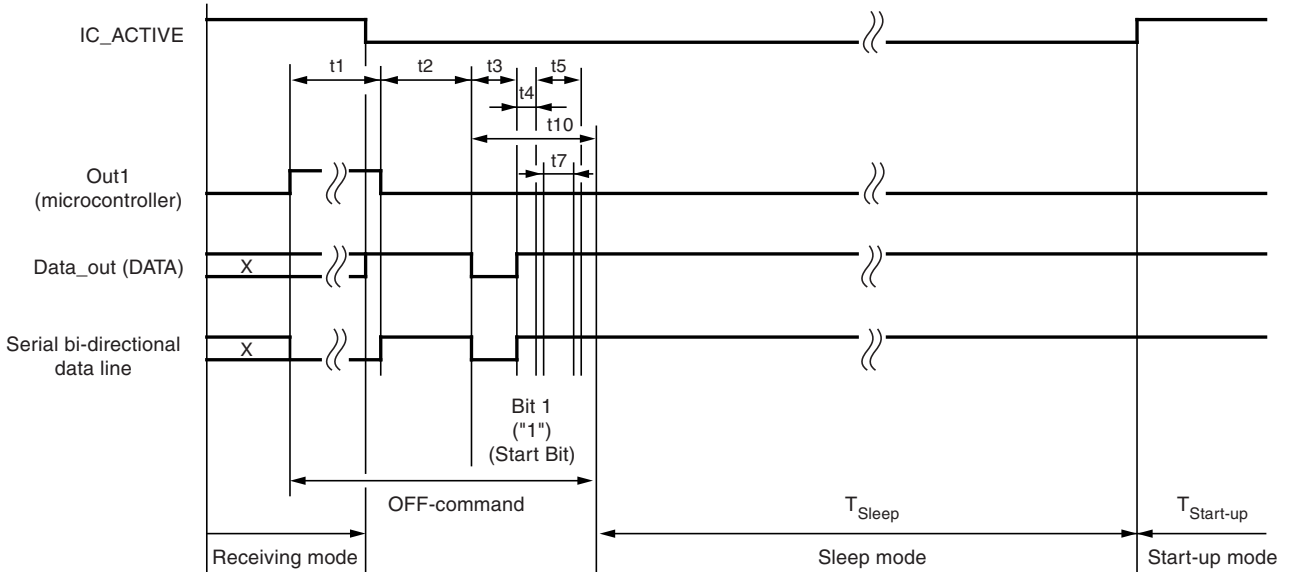 IC_ACTIVE
t1
t2
t3
t5
t4
t10
t7
Out1
(microcontroller)
Data_out (DATA)
X
Serial bi-directional
data line
X
Bit 1
("1")
(Start Bit)
OFF-command
TSleep
TStart-up
Receiving mode
Sleep mode
Start-up mode